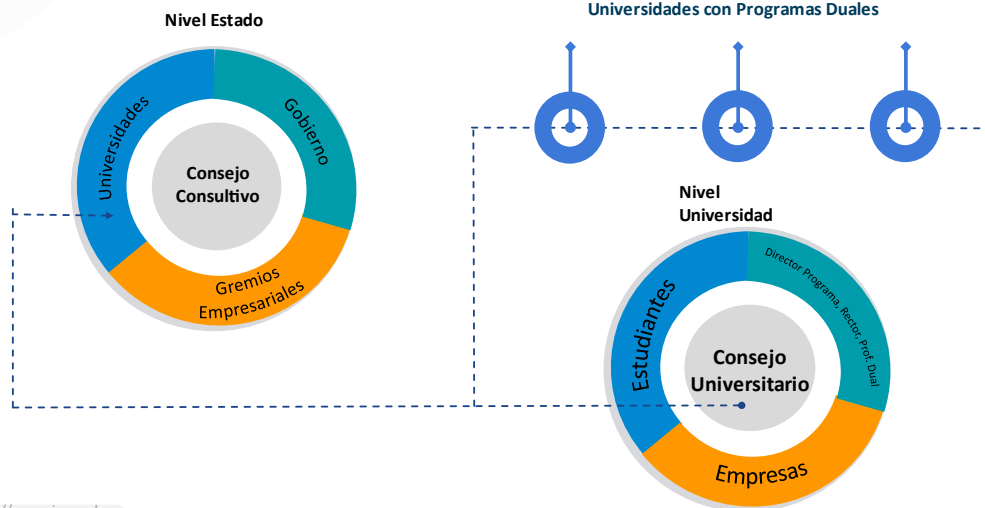 Nivel Estado
Universidades con Programas Duales
Universidades
Gobierno
Consejo
Consultivo
Gremios
Empresariales
Nivel
Universidad
Estudiantes
Director Programa, Rector, Prof. Dual
Consejo
Universitario
Empresas